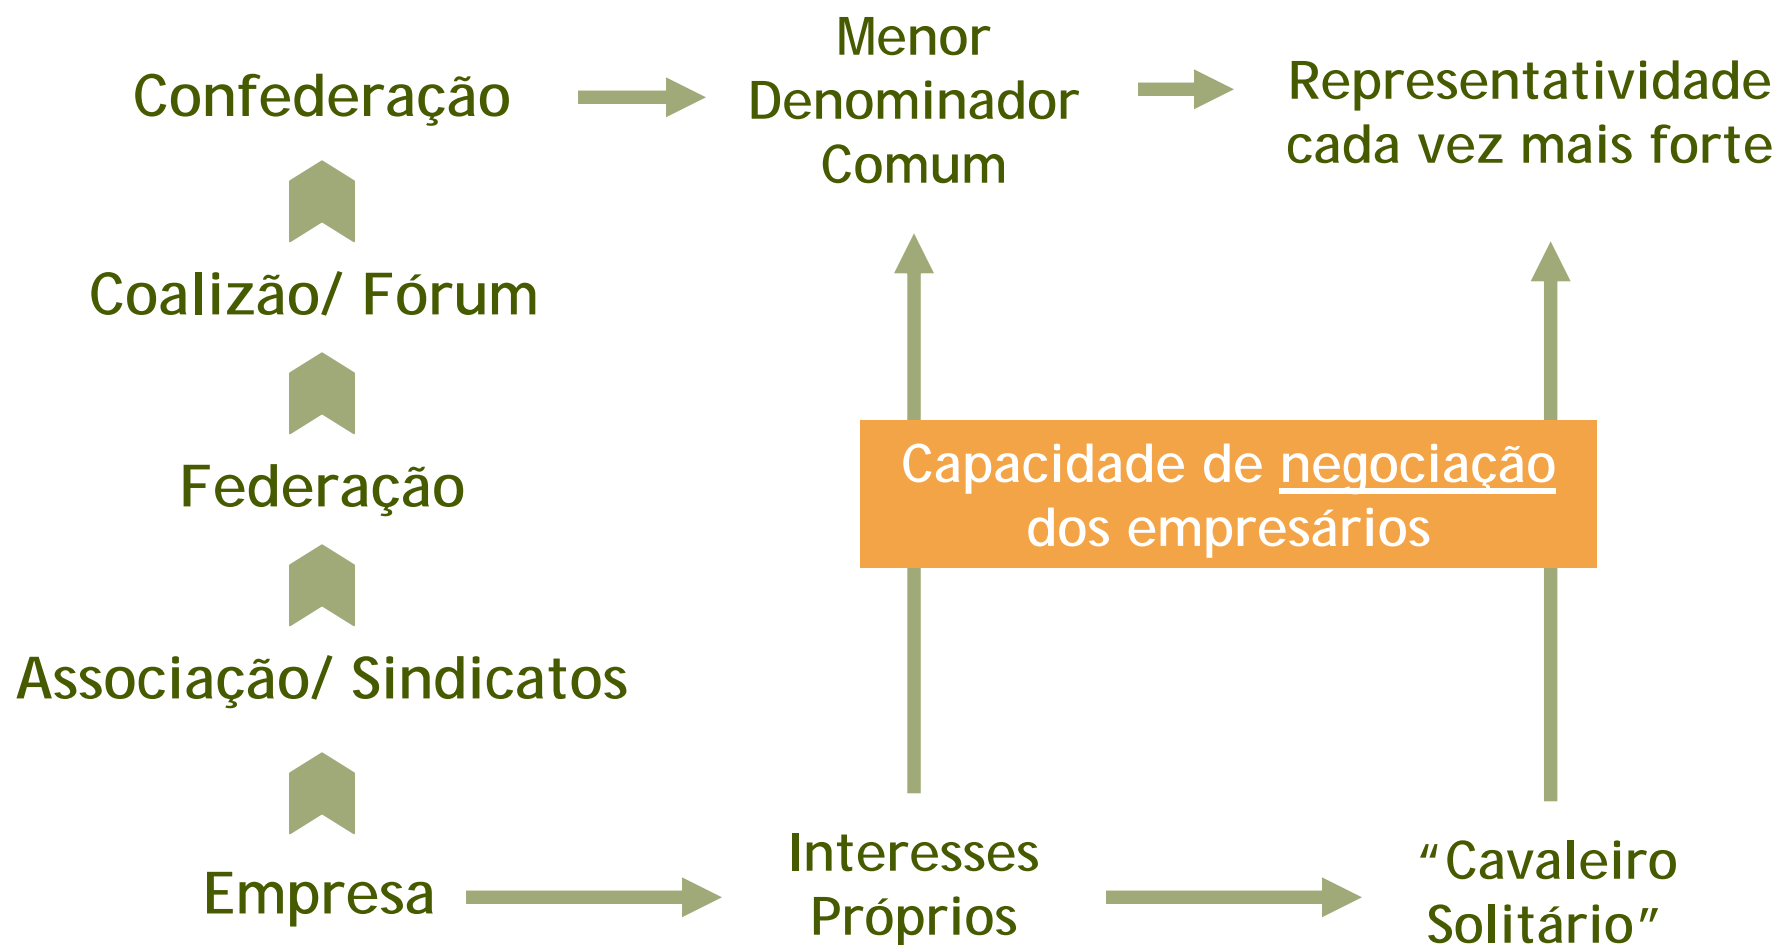 Confederação
Menor
Denominador
Comum
Representatividade
cada vez mais forte
Coalizão/ Fórum
Federação
Capacidade de negociação
dos empresários
Associação/ Sindicatos
Empresa
Interesses
Próprios
“Cavaleiro
Solitário”